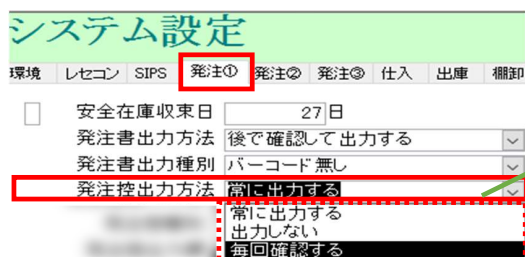 システム設定
環境 レセコン SIPS 発注① 発注② 発注③ 仕入 出庫 棚卸
安全在庫収束日 27 日
発注書出力方法 後で確認して出力する
発注書出力種別 バーコード無し
発注控出力方法 常に出力する
常に出力する
出力しない
毎回確認する